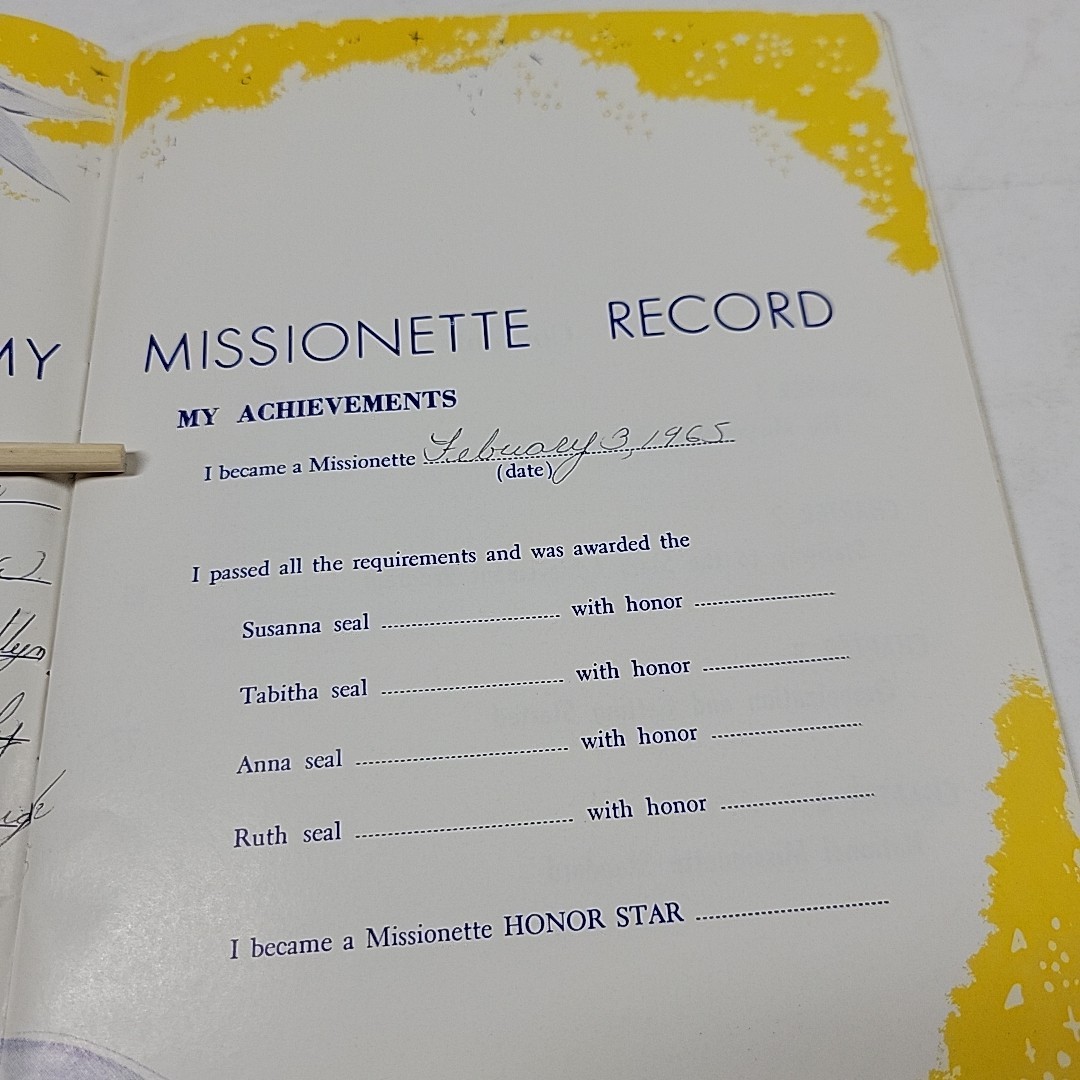 MY MISSIONETTE RECORD
MY ACHIEVEMENTS
I became a Missionette February 3, 1965
(date)
I passed all the requirements and was awarded the
Susanna seal ........ with honor ........
Tabitha seal ........ with honor ........
Anna seal ........ with honor ........
Ruth seal ........ with honor ........
I became a Missionette HONOR STAR ........